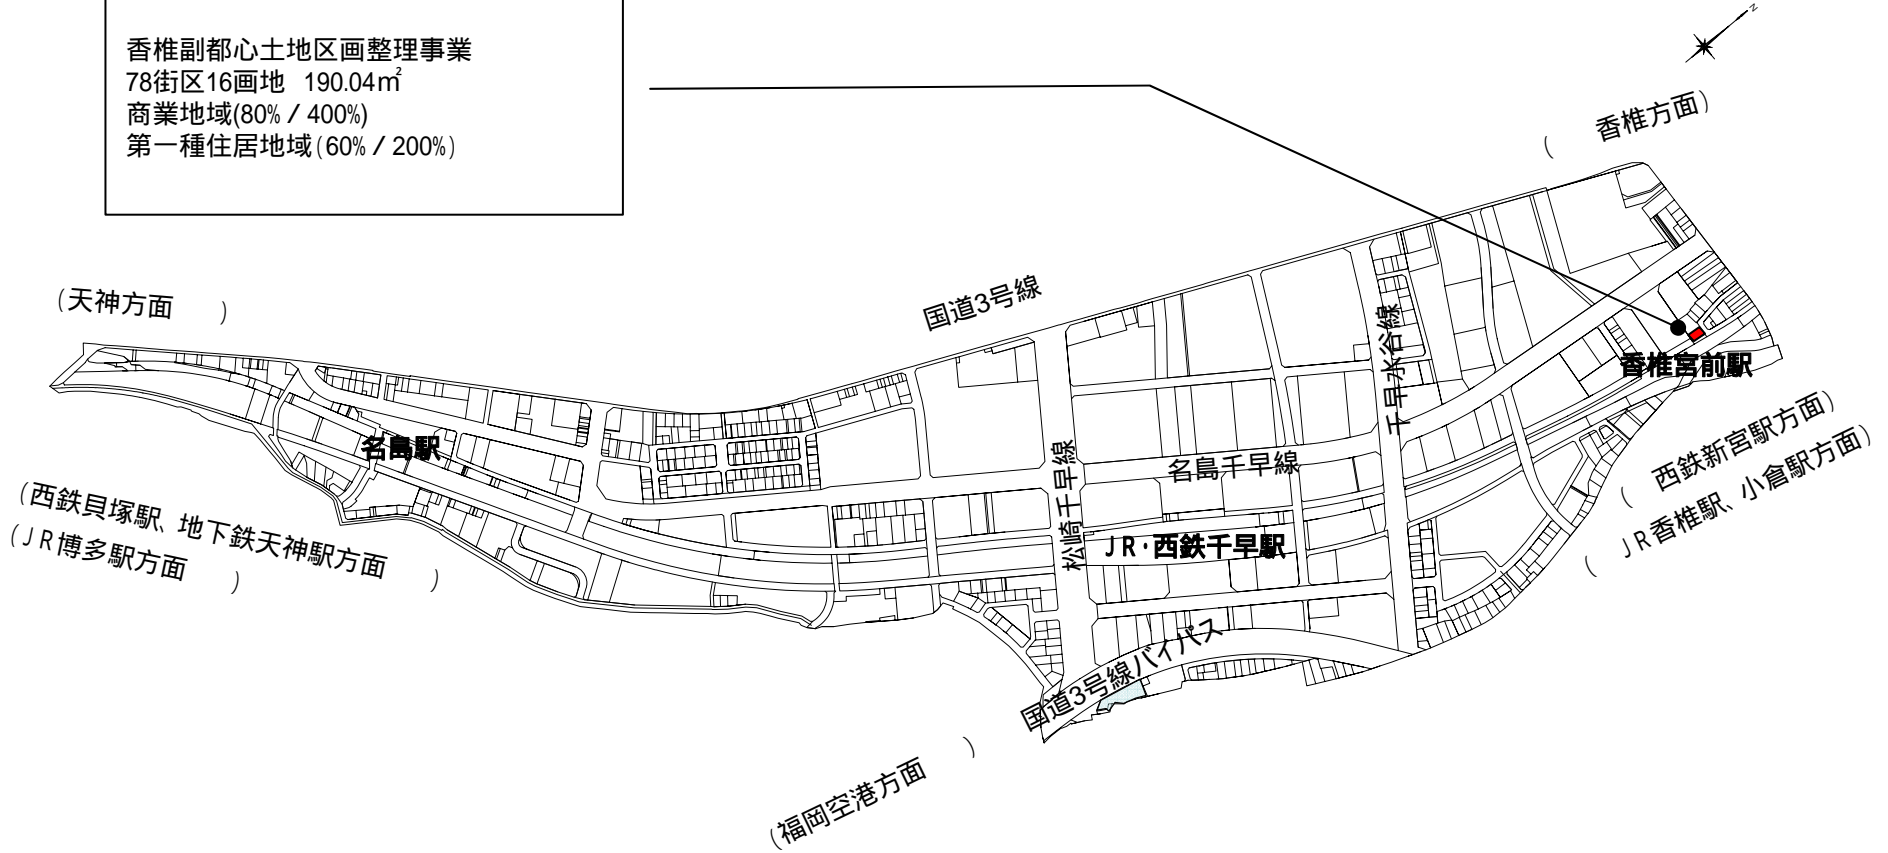 香椎副都心土地区画整理事業
78街区16画地 190.04㎡
商業地域(80%／400%)
第一種住居地域(60%／200%)
N
( 香椎方面)
(天神方面 )
国道3号線
千早水谷線
香椎宮前駅
名島駅
名島千早線
松崎千早線
JR・西鉄千早駅
( 西鉄新宮駅方面)
( JR香椎駅、小倉駅方面)
(西鉄貝塚駅、地下鉄天神駅方面 )
(JR博多駅方面 )
国道3号線バイパス
(福岡空港方面 )